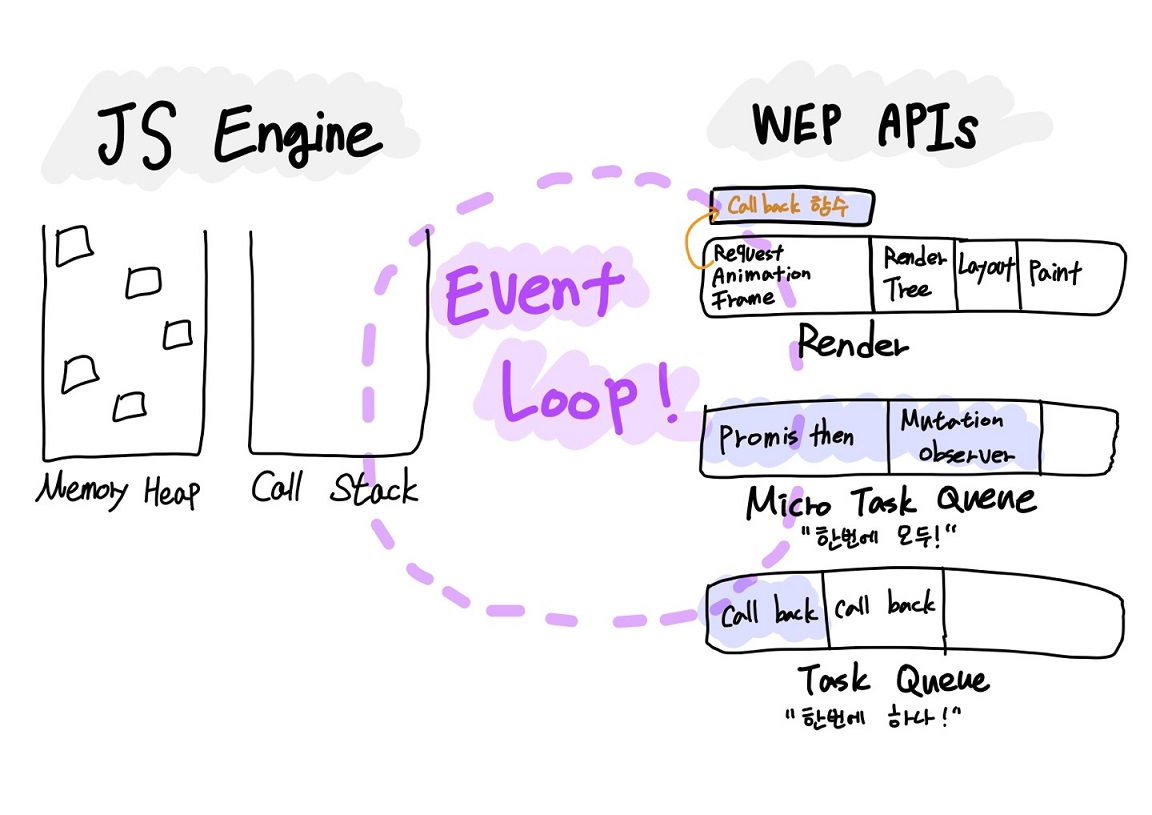 JS Engine
WEP APIs
Event
Loop!
Memory Heap
Call Stack
Call back 함수
Request
Animation
Frame
Render
Tree
Layout
Paint
Render
Promis then
Mutation
Observer
Micro Task Queue
"한번에 모두!"
Call back
Call back
Task Queue
"한번에 하나!"